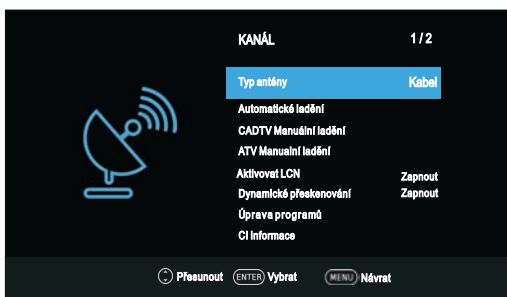 KANÁL 1 / 2
Typ antény Kabel
Automatické ladění
CADTV Manuální ladění
ATV Manualní ladění
Aktivovat LCN Zapnout
Dynamické přeskenování Zapnout
Úprava programů
CI Informace
Přesunout ENTER Vybrat MENU Návrat